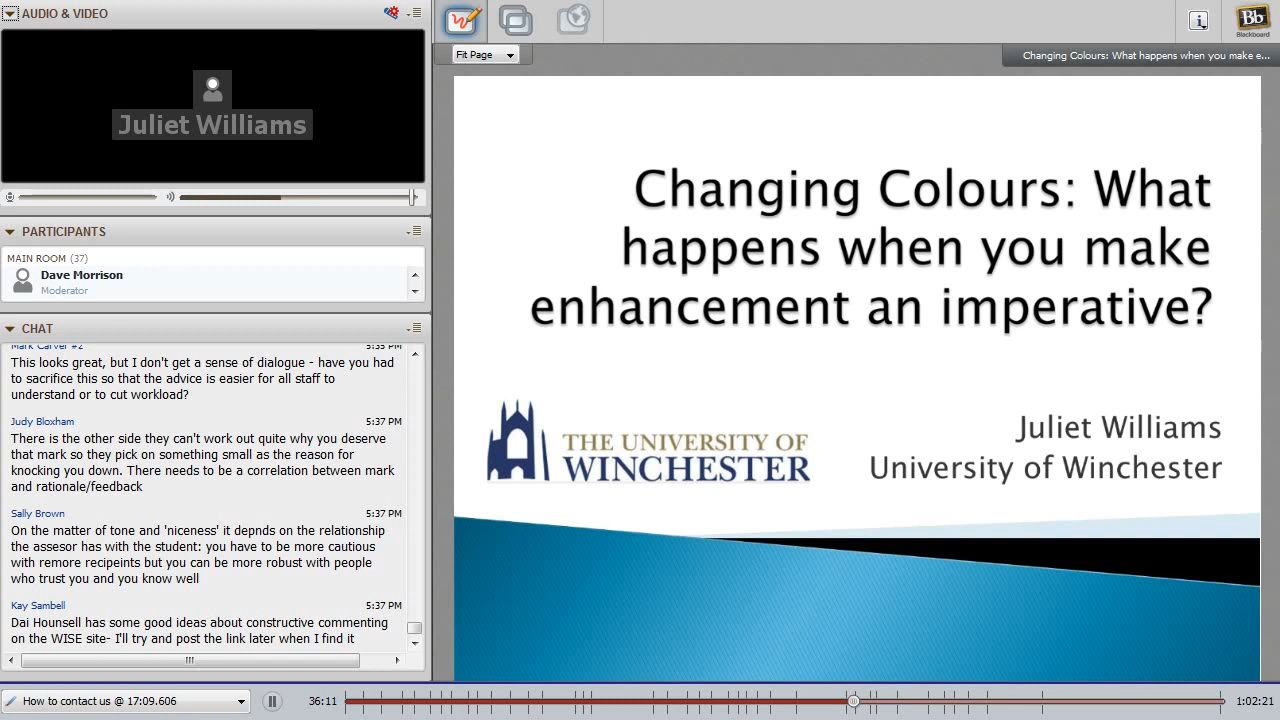 AUDIO & VIDEO
Juliet Williams
PARTICIPANTS
MAIN ROOM (37)
Dave Morrison
Moderator
CHAT
Mark Carver #2 5:35 PM
This looks great, but I don't get a sense of dialogue - have you had
to sacrifice this so that the advice is easier for all staff to
understand or to cut workload?
Judy Bloxham 5:37 PM
There is the other side they can't work out quite why you deserve
that mark so they pick on something small as the reason for
knocking you down. There needs to be a correlation between mark
and rationale/feedback
Sally Brown 5:37 PM
On the matter of tone and 'niceness' it depnds on the relationship
the assesor has with the student: you have to be more cautious
with remore recipeints but you can be more robust with people
who trust you and you know well
Kay Sambell 5:37 PM
Dai Hounsell has some good ideas about constructive commenting
on the WISE site- I'll try and post the link later when I find it
How to contact us @ 17:09.606
36:11
1:02:21
Fit Page
Changing Colours: What happens when you make e...
Bb
Blackboard
Changing Colours: What
happens when you make
enhancement an imperative?
THE UNIVERSITY OF
WINCHESTER
Juliet Williams
University of Winchester